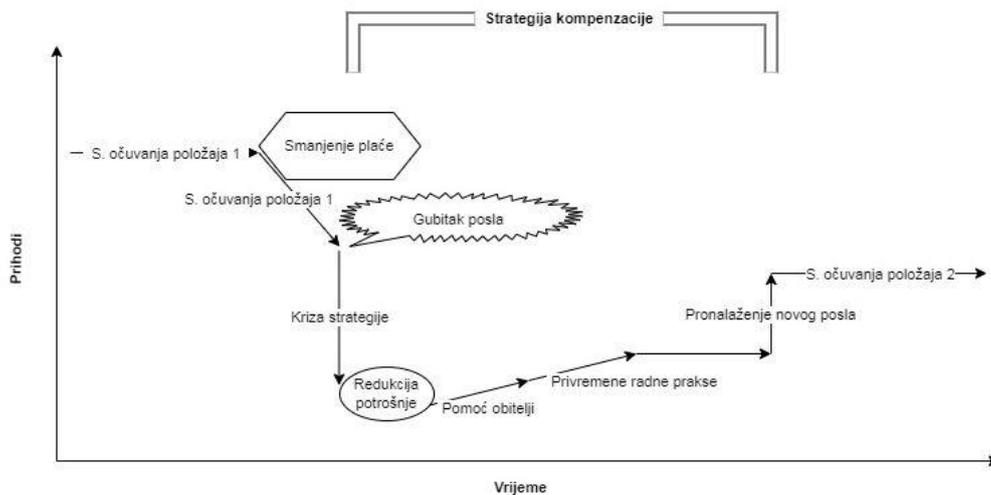 Strategija kompenzacije
S. očuvanja položaja 1
Smanjenje plaće
S. očuvanja položaja 1
Gubitak posla
Prihodi
S. očuvanja položaja 2
Kriza strategije
Pronalaženje novog posla
Redukcija
potrošnje
Privremene radne prakse
Pomoć obitelji
Vrijeme